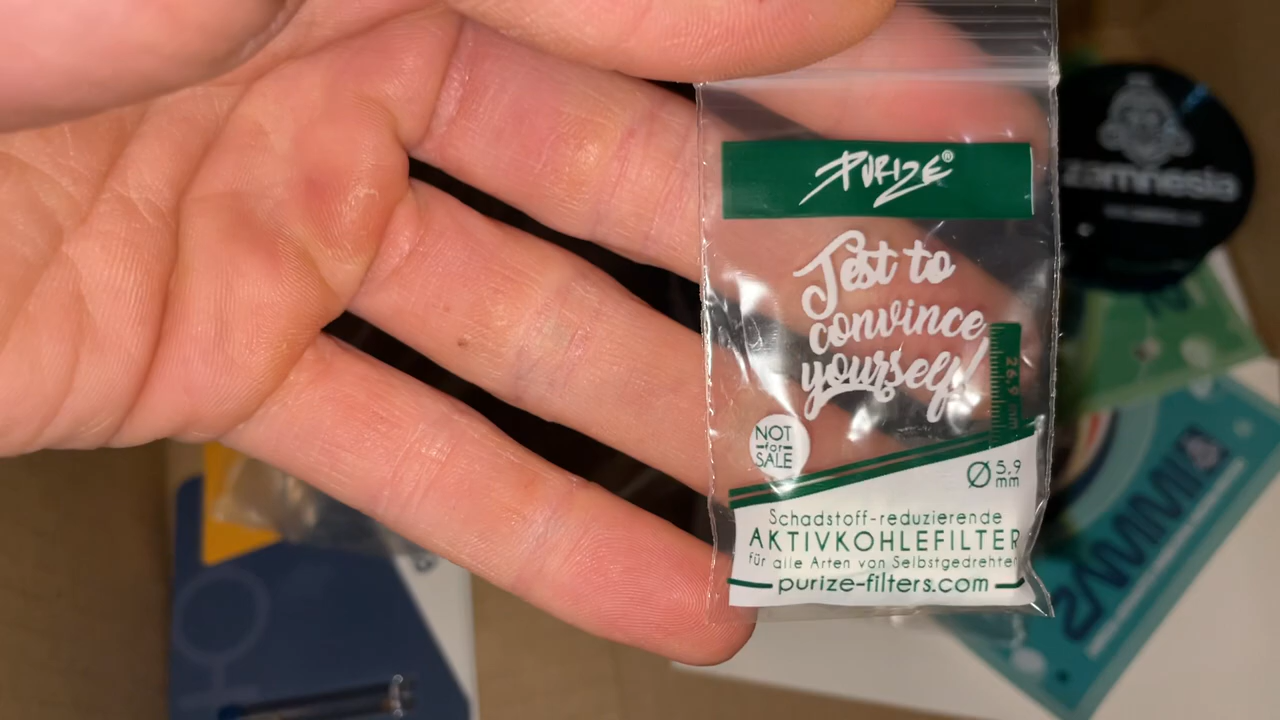 PURIZE®
Test to
convince
yourself!
26,9 mm
NOT
for
SALE
Ø 5,9
mm
Schadstoff-reduzierende
AKTIVKOHLEFILTER
für alle Arten von Selbstgedrehten
purize-filters.com
zamnesia